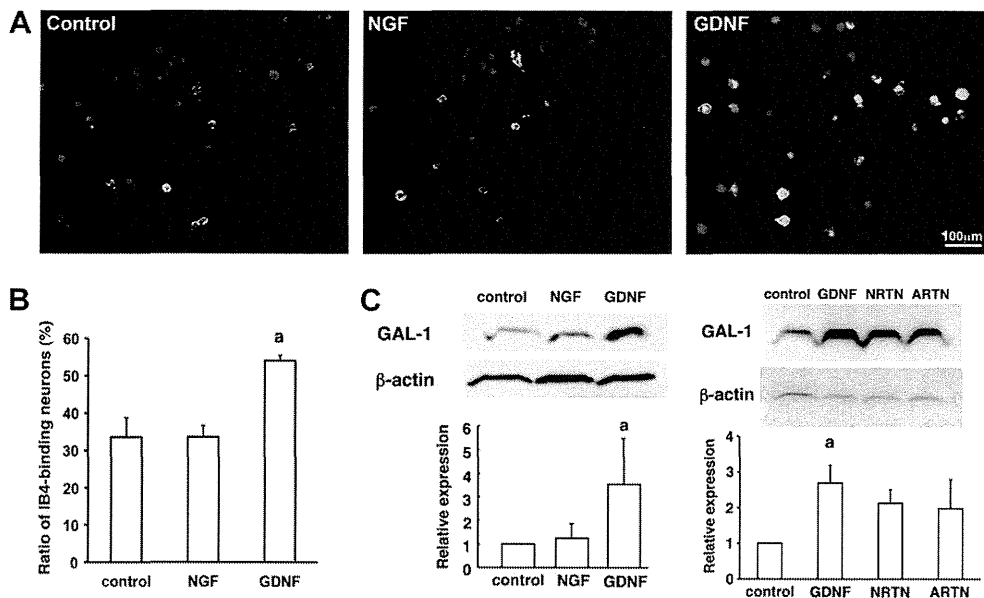 A
Control
NGF
GDNF
100μm
B
Ratio of IB4-binding neurons (%)
60
50
40
30
20
10
0
a
control
NGF
GDNF
C
control NGF GDNF
GAL-1
β-actin
Relative expression
6
5
4
3
2
1
0
a
control
NGF
GDNF
control GDNF NRTN ARTN
GAL-1
β-actin
Relative expression
4
3
2
1
0
a
control
GDNF
NRTN
ARTN